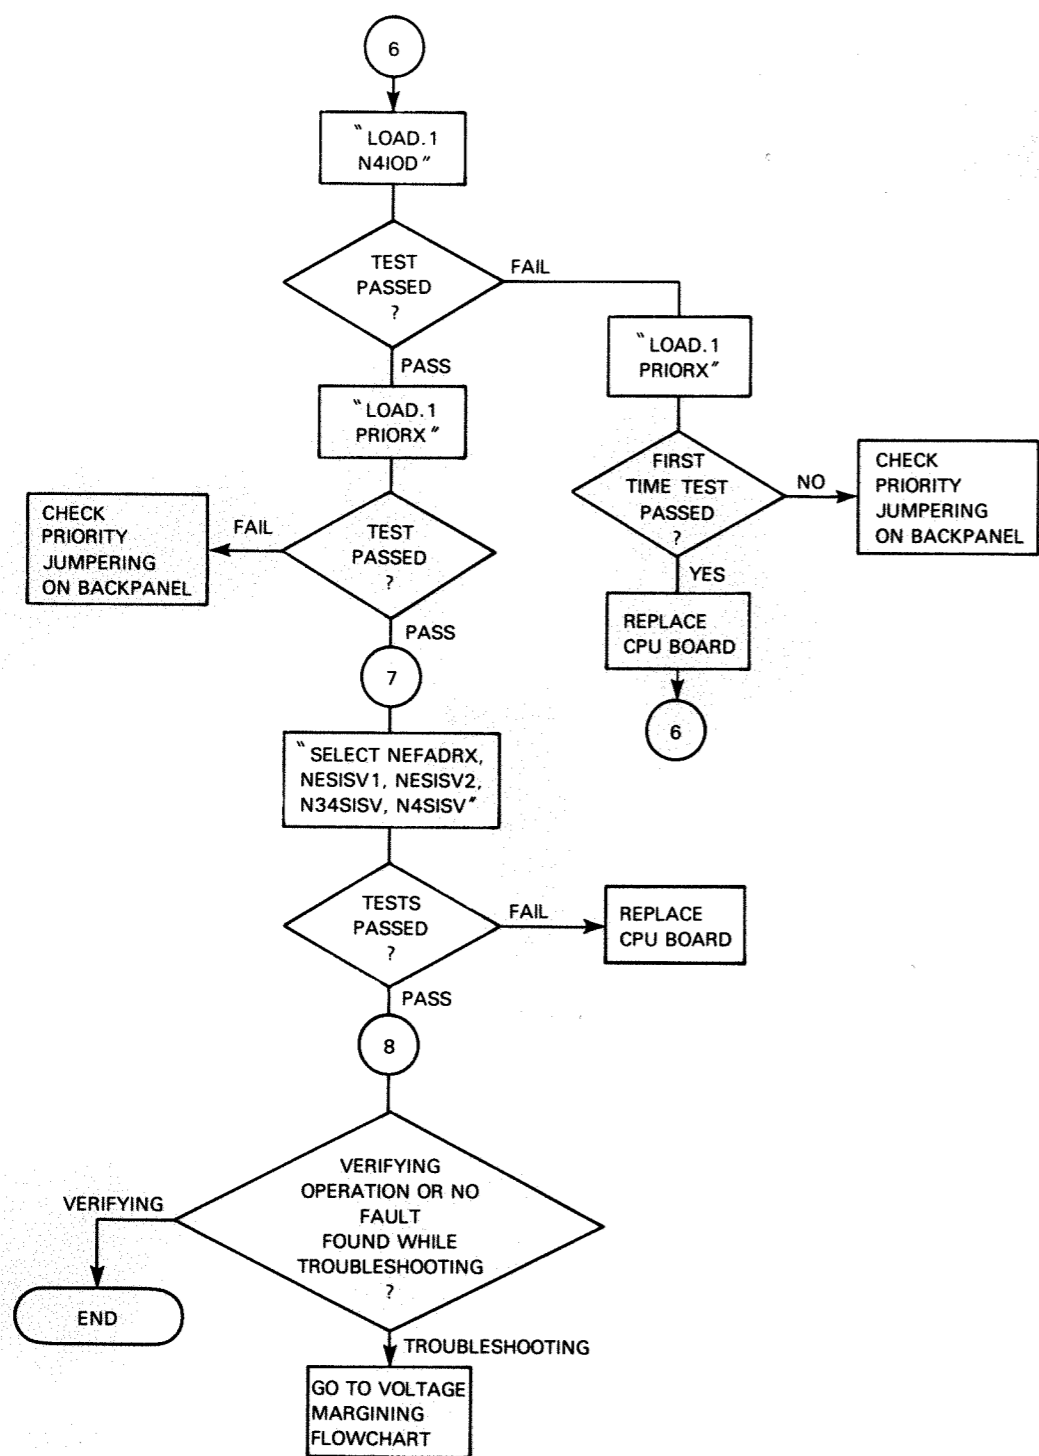 6
"LOAD.1
N4IOD"
TEST
PASSED
?
FAIL
PASS
"LOAD.1
PRIORX"
"LOAD.1
PRIORX"
FIRST
TIME TEST
PASSED
?
NO
CHECK
PRIORITY
JUMPERING
ON BACKPANEL
YES
REPLACE
CPU BOARD
6
TEST
PASSED
?
FAIL
CHECK
PRIORITY
JUMPERING
ON BACKPANEL
PASS
7
"SELECT NEFADRX,
NESISV1, NESISV2,
N34SISV, N4SISV"
TESTS
PASSED
?
FAIL
REPLACE
CPU BOARD
PASS
8
VERIFYING
OPERATION OR NO
FAULT
FOUND WHILE
TROUBLESHOOTING
?
VERIFYING
END
TROUBLESHOOTING
GO TO VOLTAGE
MARGINING
FLOWCHART